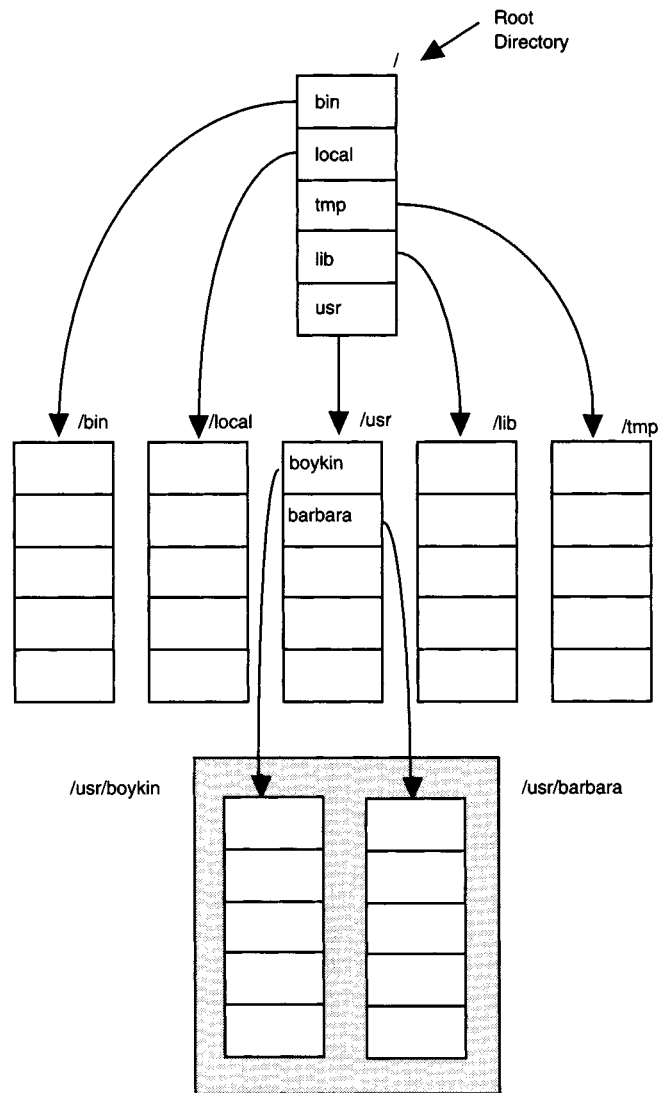 Root
Directory
/
bin
local
tmp
lib
usr
/bin
/local
/usr
/lib
/tmp
boykin
barbara
/usr/boykin
/usr/barbara